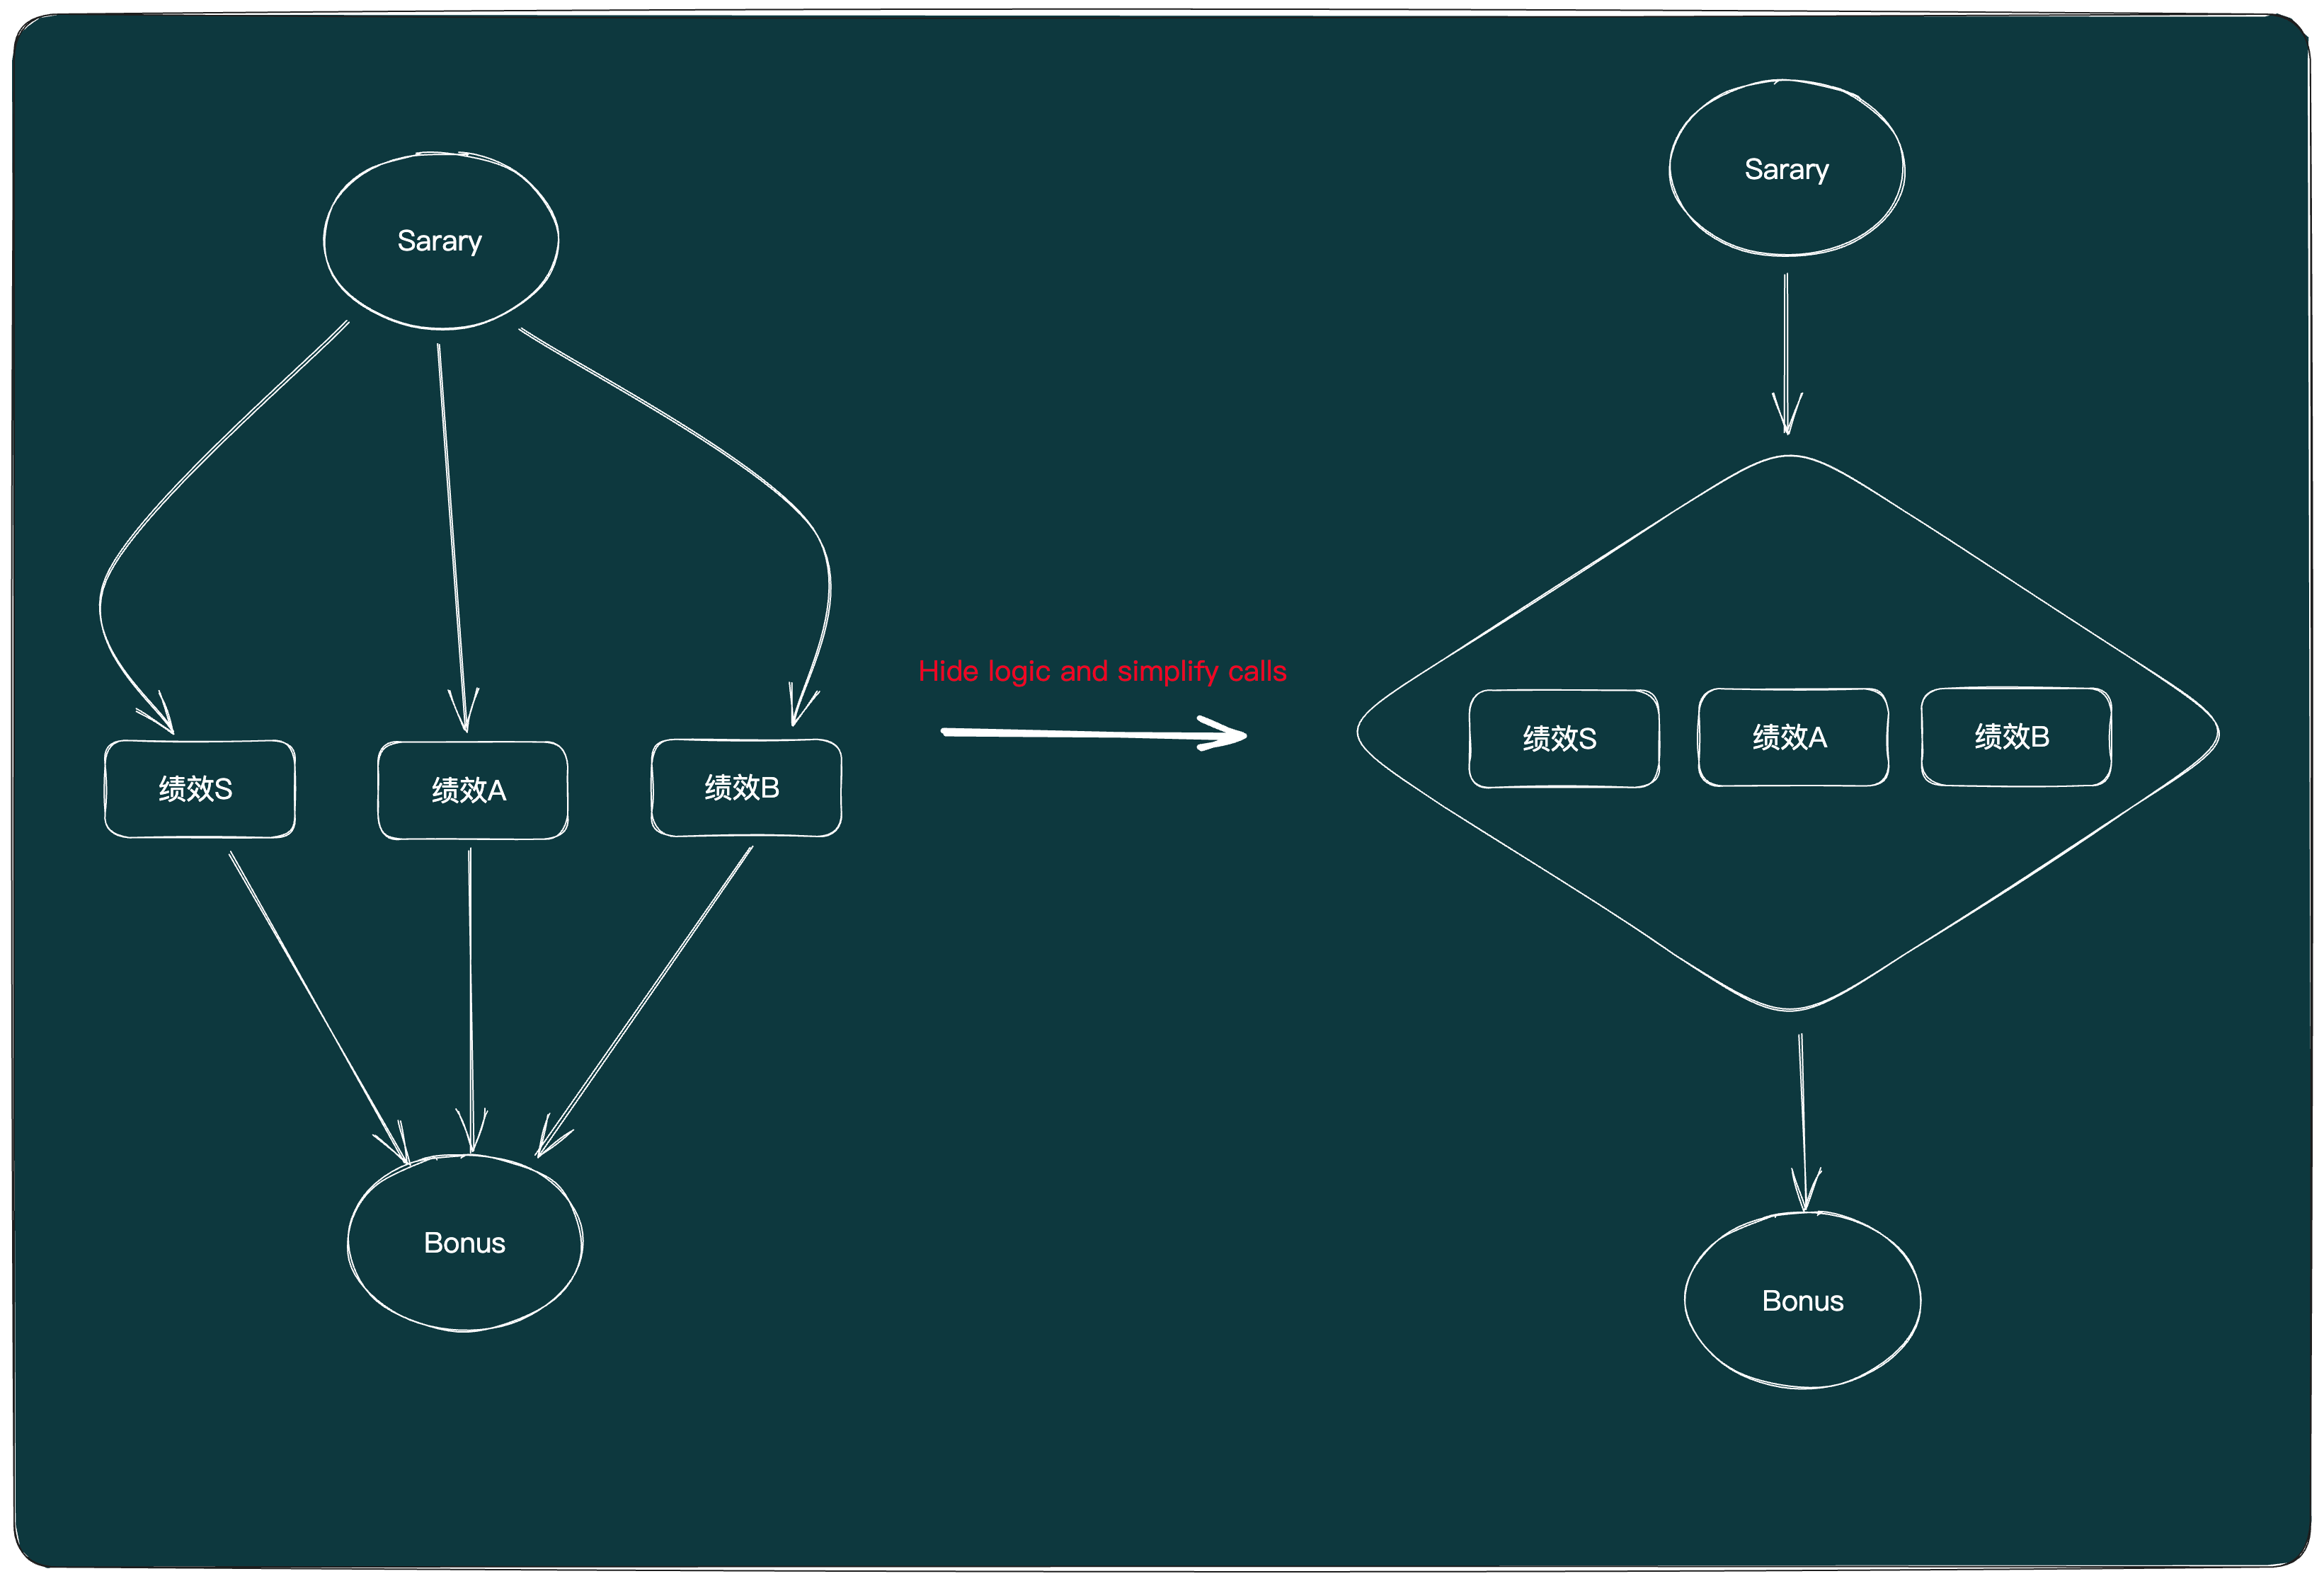 Sarary
绩效S
绩效A
绩效B
Bonus
Hide logic and simplify calls
Sarary
绩效S
绩效A
绩效B
Bonus